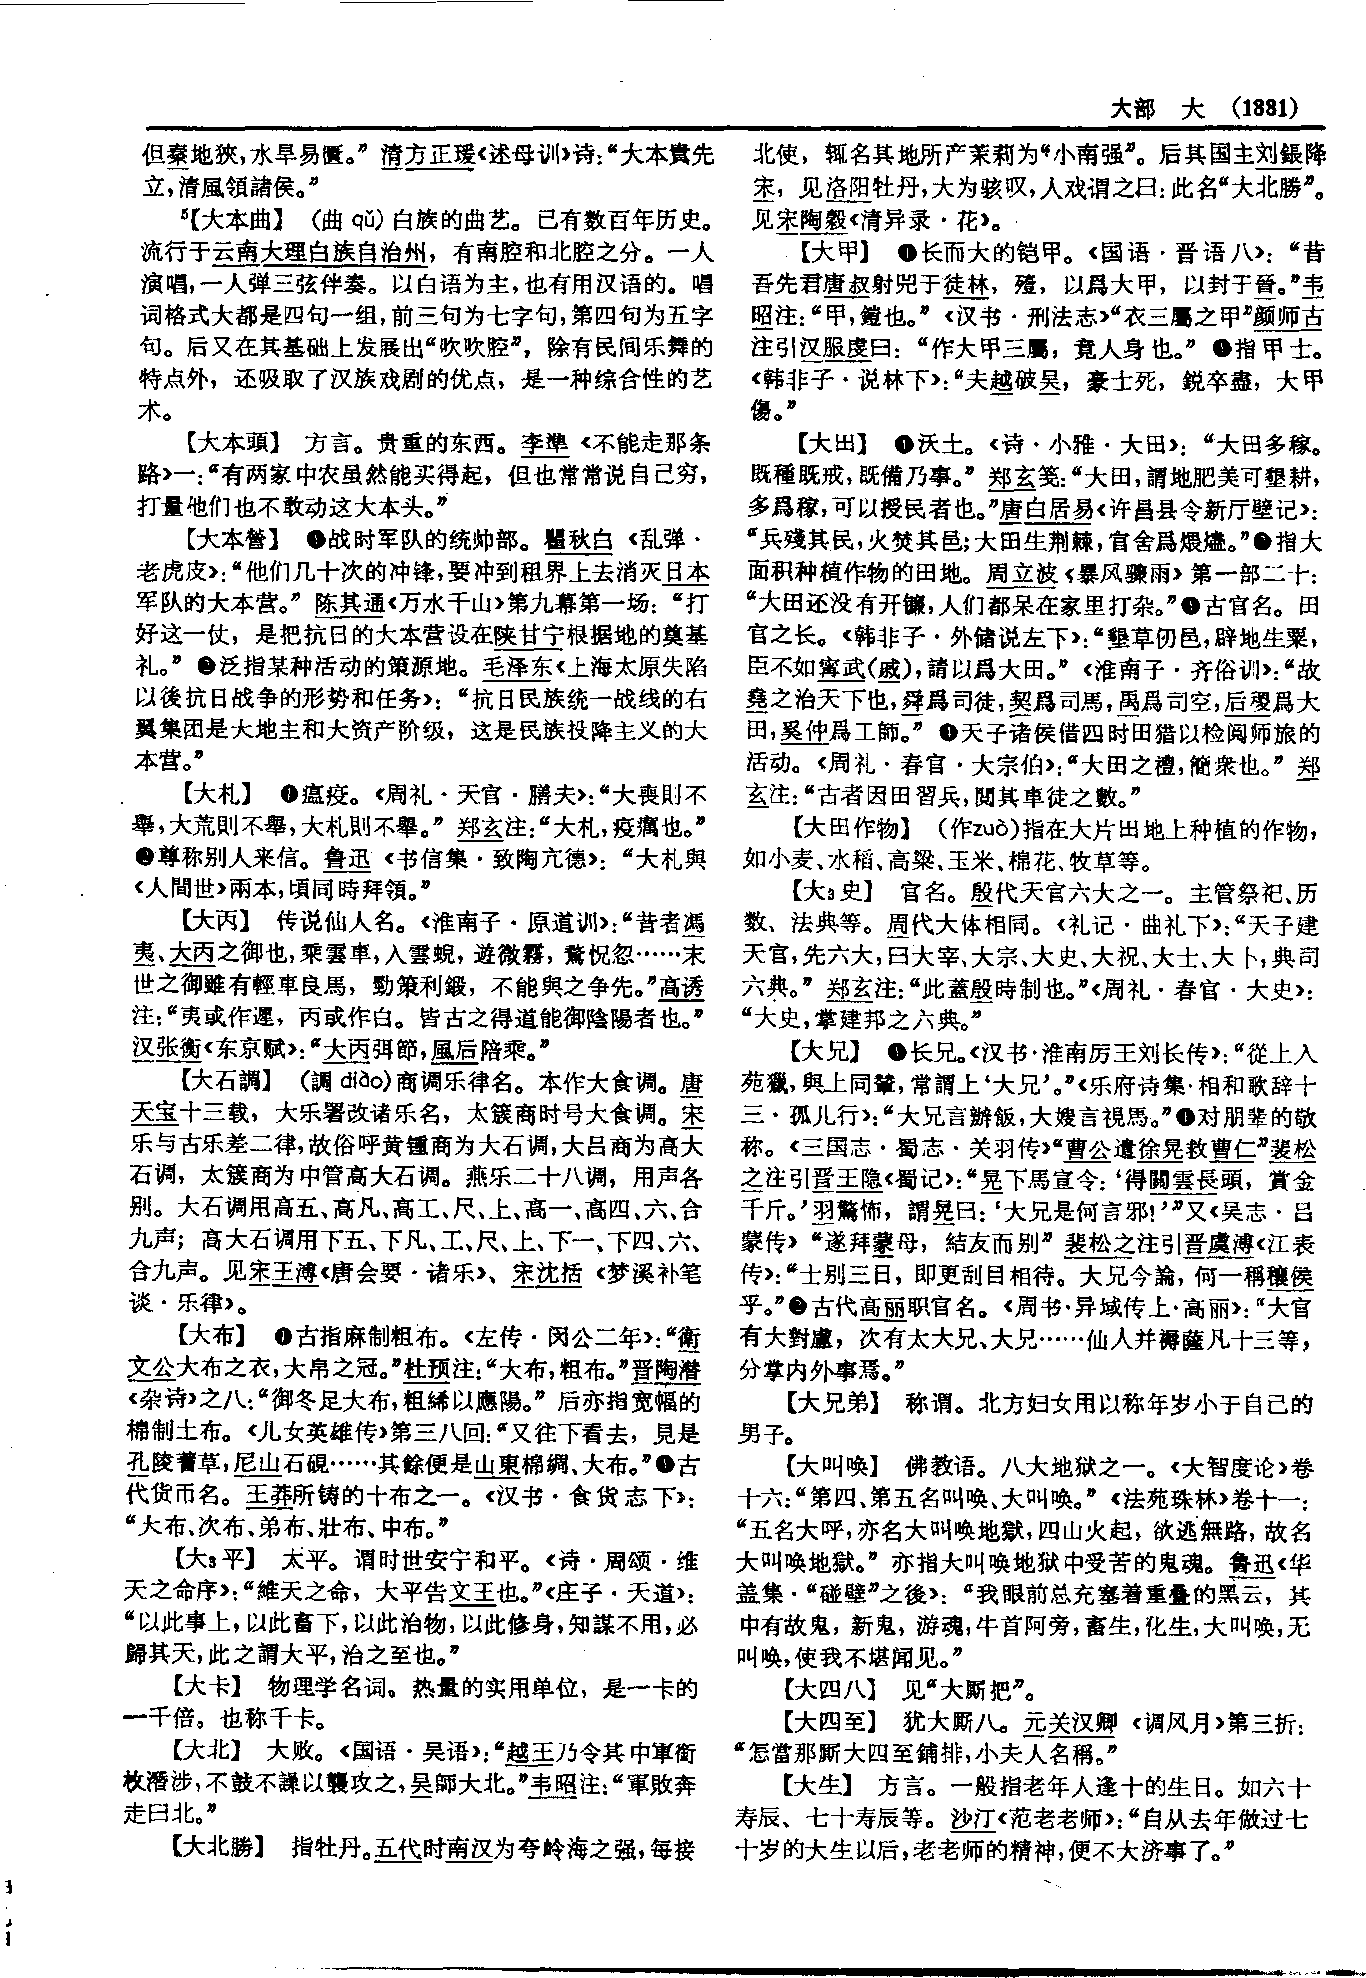 大部　大　(1381)
但秦地狹，水旱易匱。”清方正瑗《述母训》诗：“大本貴先
立，清風領諸侯。”
【大本曲】（曲 qǔ）白族的曲艺。已有数百年历史。
流行于云南大理白族自治州，有南腔和北腔之分。一人
演唱，一人弹三弦伴奏。以白语为主，也有用汉语的。唱
词格式大都是四句一组，前三句为七字句，第四句为五字
句。后又在其基础上发展出“吹吹腔”，除有民间乐舞的
特点外，还吸取了汉族戏剧的优点，是一种综合性的艺
术。
【大本頭】　方言。贵重的东西。李準《不能走那条
路》一：“有两家中农虽然能买得起，但也常常说自己穷，
打量他们也不敢动这大本头。”
【大本營】　❶战时军队的统帅部。瞿秋白《乱弹·
老虎皮》：“他们几十次的冲锋，要冲到租界上去消灭日本
军队的大本营。”陈其通《万水千山》第九幕第一场：“打
好这一仗，是把抗日的大本营设在陕甘宁根据地的奠基
礼。”❷泛指某种活动的策源地。毛泽东《上海太原失陷
以後抗日战争的形势和任务》：“抗日民族统一战线的右
翼集团是大地主和大资产阶级，这是民族投降主义的大
本营。”
【大札】　❶瘟疫。《周礼·天官·膳夫》：“大喪則不
舉，大荒則不舉，大札則不舉。”郑玄注：“大札，疫癘也。”
❷尊称别人来信。鲁迅《书信集·致陶亢德》：“大札與
《人間世》兩本，頃同時拜領。”
【大丙】　传说仙人名。《淮南子·原道训》：“昔者馮
夷、大丙之御也，乘雲車，入雲蜺，遊微霧，鶩怳忽……末
世之御雖有輕車良馬，勁策利鍛，不能與之争先。”高诱
注：“夷或作遲，丙或作白。皆古之得道能御陰陽者也。”
汉张衡《东京赋》：“大丙弭節，風后陪乘。”
【大石調】（調 diào）商调乐律名。本作大食调。唐
天宝十三载，大乐署改诸乐名，太簇商时号大食调。宋
乐与古乐差二律，故俗呼黄锺商为大石调，大吕商为高大
石调，太簇商为中管高大石调。燕乐二十八调，用声各
别。大石调用高五、高凡、高工、尺、上、高一、高四、六、合
九声；高大石调用下五、下凡、工、尺、上、下一、下四、六、
合九声。见宋王溥《唐会要·诸乐》、宋沈括《梦溪补笔
谈·乐律》。
【大布】　❶古指麻制粗布。《左传·闵公二年》：“衛
文公大布之衣，大帛之冠。”杜预注：“大布，粗布。”晋陶潜
《杂诗》之八：“御冬足大布，粗絺以應陽。”后亦指宽幅的
棉制土布。《儿女英雄传》第三八回：“又往下看去，見是
孔陵蓍草，尼山石硯……其餘便是山東棉綢、大布。”❷古
代货币名。王莽所铸的十布之一。《汉书·食货志下》：
“大布、次布、弟布、壯布、中布。”
【大3平】　太平。谓时世安宁和平。《诗·周颂·维
天之命序》：“維天之命，大平告文王也。”《庄子·天道》：
“以此事上，以此畜下，以此治物，以此修身，知謀不用，必
歸其天，此之謂大平，治之至也。”
【大卡】　物理学名词。热量的实用单位，是一卡的
一千倍。也称千卡。
【大北】　大败。《国语·吴语》：“越王乃令其中軍銜
枚潛涉，不鼓不譟以襲攻之，吴師大北。”韦昭注：“軍敗奔
走曰北。”
【大北勝】　指牡丹。五代时南汉为夸岭海之强，每接
北使，辄名其地所产茉莉为“小南强”。后其国主刘鋹降
宋，见洛阳牡丹，大为骇叹，人戏谓之曰：此名“大北勝”。
见宋陶穀《清异录·花》。
【大甲】　❶长而大的铠甲。《国语·晋语八》：“昔
吾先君唐叔射兕于徒林，殪，以爲大甲，以封于晉。”韦
昭注：“甲，鎧也。”《汉书·刑法志》“衣三屬之甲”颜师古
注引汉服虔曰：“作大甲三屬，竟人身也。”❷指甲士。
《韩非子·说林下》：“夫越破吴，豪士死，鋭卒盡，大甲
傷。”
【大田】　❶沃土。《诗·小雅·大田》：“大田多稼。
既種既戒，既備乃事。”郑玄笺：“大田，謂地肥美可墾耕，
多爲稼，可以授民者也。”唐白居易《许昌县令新厅壁记》：
“兵殘其民，火焚其邑；大田生荆棘，官舍爲煨燼。”❷指大
面积种植作物的田地。周立波《暴风骤雨》第一部二十：
“大田还没有开鐮，人们都呆在家里打杂。”❸古官名。田
官之长。《韩非子·外储说左下》：“墾草仞邑，辟地生粟，
臣不如甯武(戚)，請以爲大田。”《淮南子·齐俗训》：“故
堯之治天下也，舜爲司徒，契爲司馬，禹爲司空，后稷爲大
田，奚仲爲工師。”❹天子诸侯借四时田猎以检阅师旅的
活动。《周礼·春官·大宗伯》：“大田之禮，簡衆也。”郑
玄注：“古者因田習兵，閲其車徒之數。”
【大田作物】（作zuò）指在大片田地上种植的作物，
如小麦、水稻、高粱、玉米、棉花、牧草等。
【大3史】　官名。殷代天官六大之一。主管祭祀、历
数、法典等。周代大体相同。《礼记·曲礼下》：“天子建
天官，先六大，曰大宰、大宗、大史、大祝、大士、大卜，典司
六典。”郑玄注：“此蓋殷時制也。”《周礼·春官·大史》：
“大史，掌建邦之六典。”
【大兄】　❶长兄。《汉书·淮南厉王刘长传》：“從上入
苑獵，與上同輦，常謂上‘大兄’。”《乐府诗集·相和歌辞十
三·孤儿行》：“大兄言辦飯，大嫂言視馬。”❷对朋辈的敬
称。《三国志·蜀志·关羽传》“曹公遣徐晃救曹仁”裴松
之注引晋王隐《蜀记》：“晃下馬宣令：‘得關雲長頭，賞金
千斤。’羽驚怖，謂晃曰：‘大兄是何言邪！’”又《吴志·吕
蒙传》“遂拜蒙母，結友而别”裴松之注引晋虞溥《江表
传》：“士别三日，即更刮目相待。大兄今論，何一稱穰侯
乎。”❸古代高丽职官名。《周书·异域传上·高丽》：“大官
有大對盧，次有太大兄、大兄……仙人并褥薩凡十三等，
分掌内外事焉。”
【大兄弟】　称谓。北方妇女用以称年岁小于自己的
男子。
【大叫唤】　佛教语。八大地狱之一。《大智度论》卷
十六：“第四、第五名叫唤、大叫唤。”《法苑珠林》卷十一：
“五名大呼，亦名大叫唤地獄，四山火起，欲逃無路，故名
大叫唤地獄。”亦指大叫唤地狱中受苦的鬼魂。鲁迅《华
盖集·“碰壁”之後》：“我眼前总充塞着重叠的黑云，其
中有故鬼，新鬼，游魂，牛首阿旁，畜生，化生，大叫唤，无
叫唤，使我不堪闻见。”
【大四八】　见“大厮把”。
【大四至】　犹大厮八。元关汉卿《调风月》第三折：
“怎當那厮大四至鋪排，小夫人名稱。”
【大生】　方言。一般指老年人逢十的生日。如六十
寿辰、七十寿辰等。沙汀《范老老师》：“自从去年做过七
十岁的大生以后，老老师的精神，便不大济事了。”